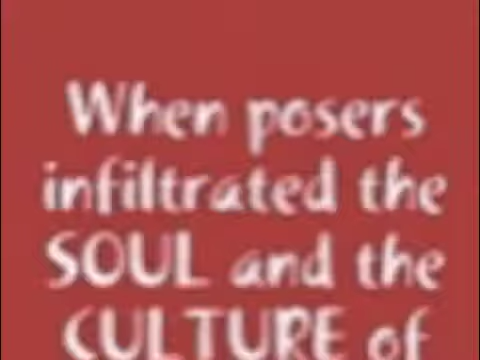 When posers
infiltrated the
SOUL and the
CULTURE of